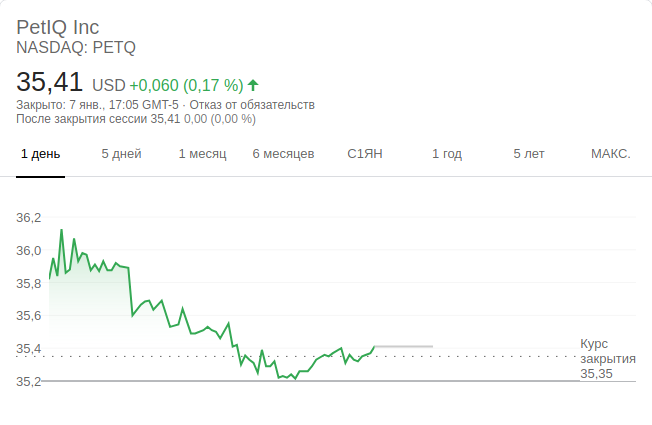 PetIQ Inc
NASDAQ: PETQ
35,41 USD +0,060 (0,17 %)
Закрыто: 7 янв., 17:05 GMT-5 · Отказ от обязательств
После закрытия сессии 35,41 0,00 (0,00 %)
1 день 5 дней 1 месяц 6 месяцев С1ЯН 1 год 5 лет МАКС.
36,2
36,0
35,8
35,6
35,4
35,2
Курс
закрытия
35,35